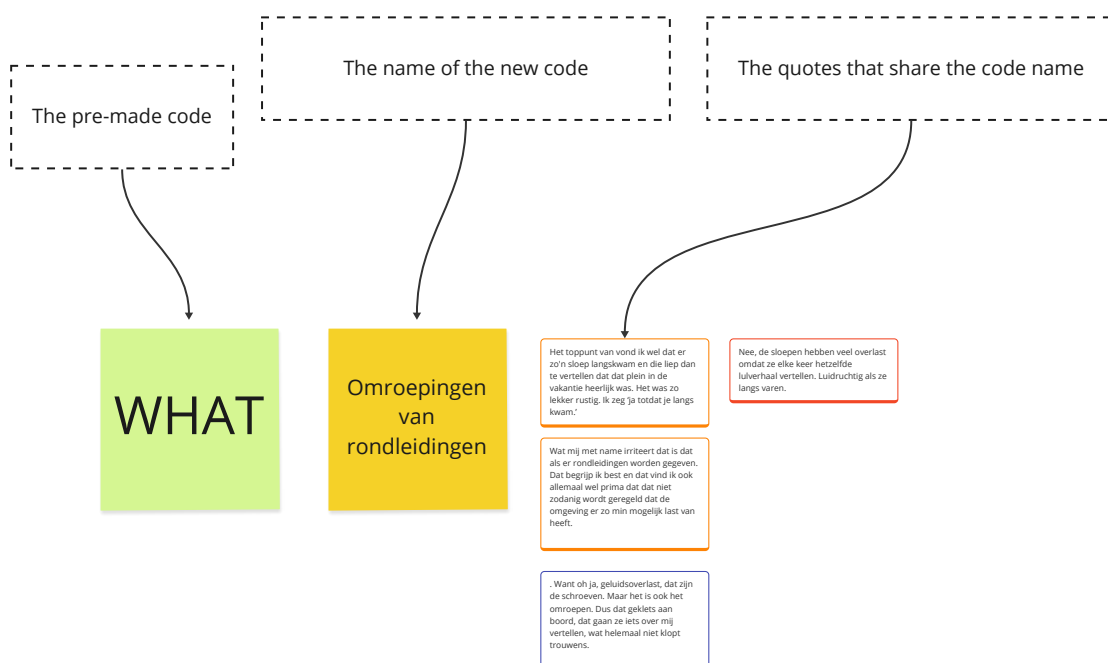 The pre-made code
The name of the new code
The quotes that share the code name
WHAT
Omroepingen
van
rondleidingen
Het toppunt van vond ik wel dat er
zo'n sloep langskwam en die liep dan
te vertellen dat plein in de
vakantie heerlijk was. Het was zo
lekker rustig. Ik zeg 'ja totdat je langs
kwam.'
Nee, de sloepen hebben veel overlast
omdat ze elke keer hetzelfde
lulverhaal vertellen. Luidruchtig als ze
langs varen.
Wat mij met name irriteert dat is dat
als er rondleidingen worden gegeven.
Dat begrijp ik best en dat vind ik ook
allemaal wel prima dat dat niet
zodanig wordt geregeld dat de
omgeving er zo min mogelijk last van
heeft.
. Want oh ja, geluidsoverlast, dat zijn
de schroeven. Maar het is ook het
omroepen. Dus dat geklets aan
boord, dat gaan ze iets over mij
vertellen, wat helemaal niet klopt
trouwens.